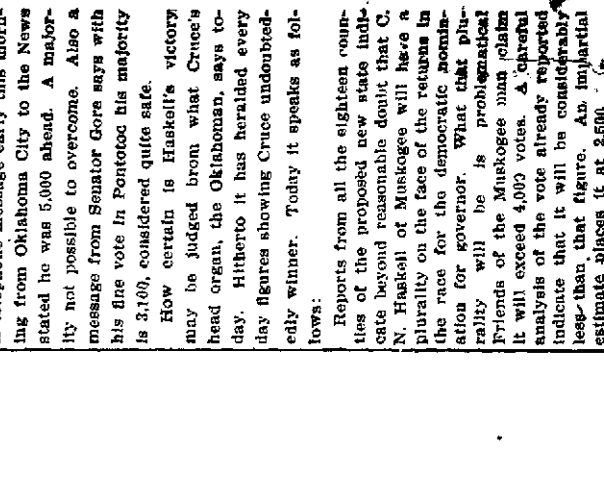 message early this morn-
ing from Oklahoma City to the News
stated he was 5,000 ahead. A major-
ity not possible to overcome. Also a
message from Senator Gore says with
his fine vote in Pontotoc his majority
is 3,100, considered quite safe.
How certain is Haskell's victory
may be judged brom what Cruce's
head organ, the Oklahoman, says to-
day. Hitherto it has heralded every
day figures showing Cruce undoubted-
edly winner. Today it speaks as fol-
lows:
Reports from all the eighteen coun-
ties of the proposed new state indi-
cate beyond reasonable doubt that C.
N. Haskell of Muskogee will have a
plurality on the face of the returns in
the race for the democratic nomin-
ation for governor. What that plu-
rality will be is problematical
Friends of the Muskogee man claim
it will exceed 4,000 votes. A careful
analysis of the vote already reported
indicate that it will be considerably
less than that figure. An impartial
estimate places it at 2,500